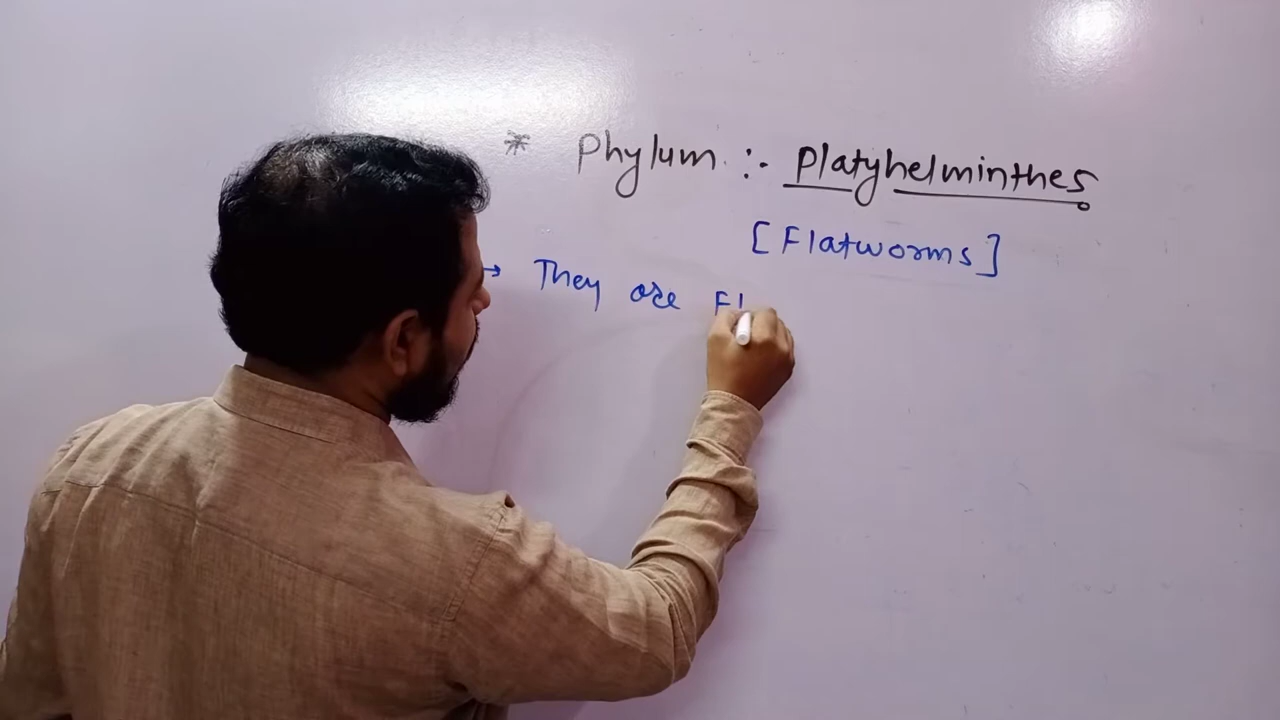 * Phylum :- Platyhelminthes
[Flatworms]
→ They are Fl